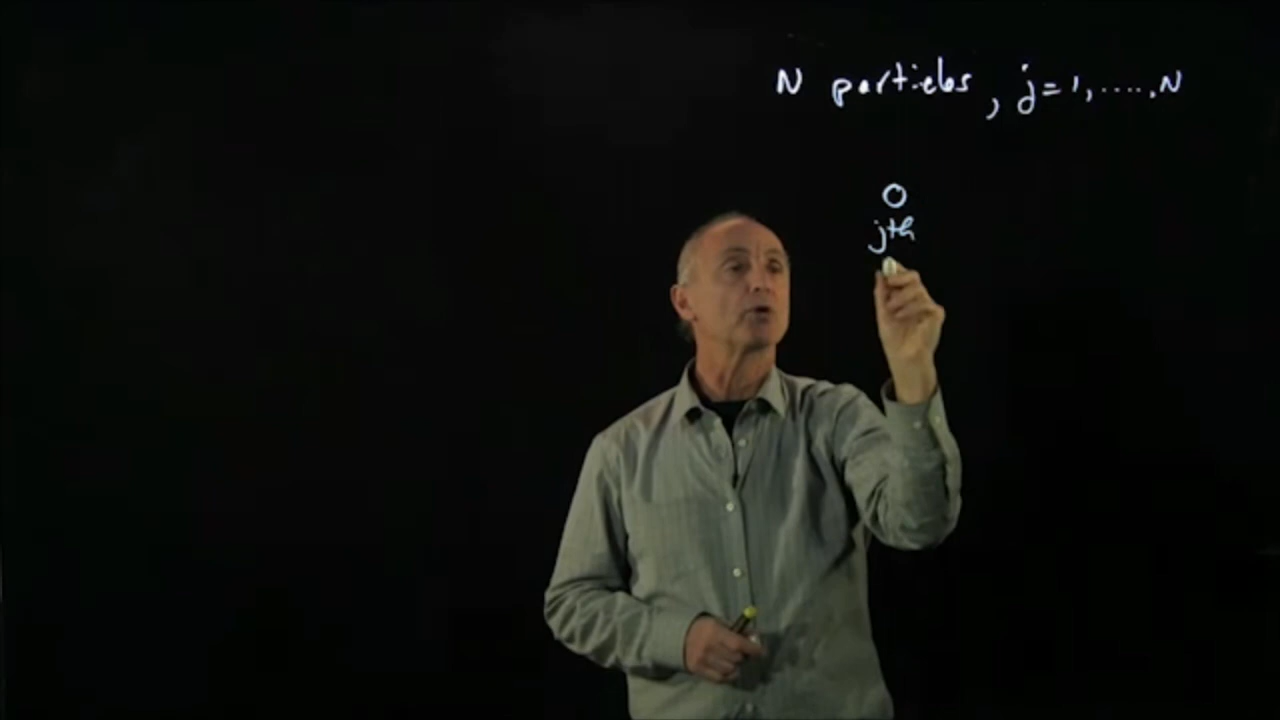 N particles, j = 1, ...., N
jth